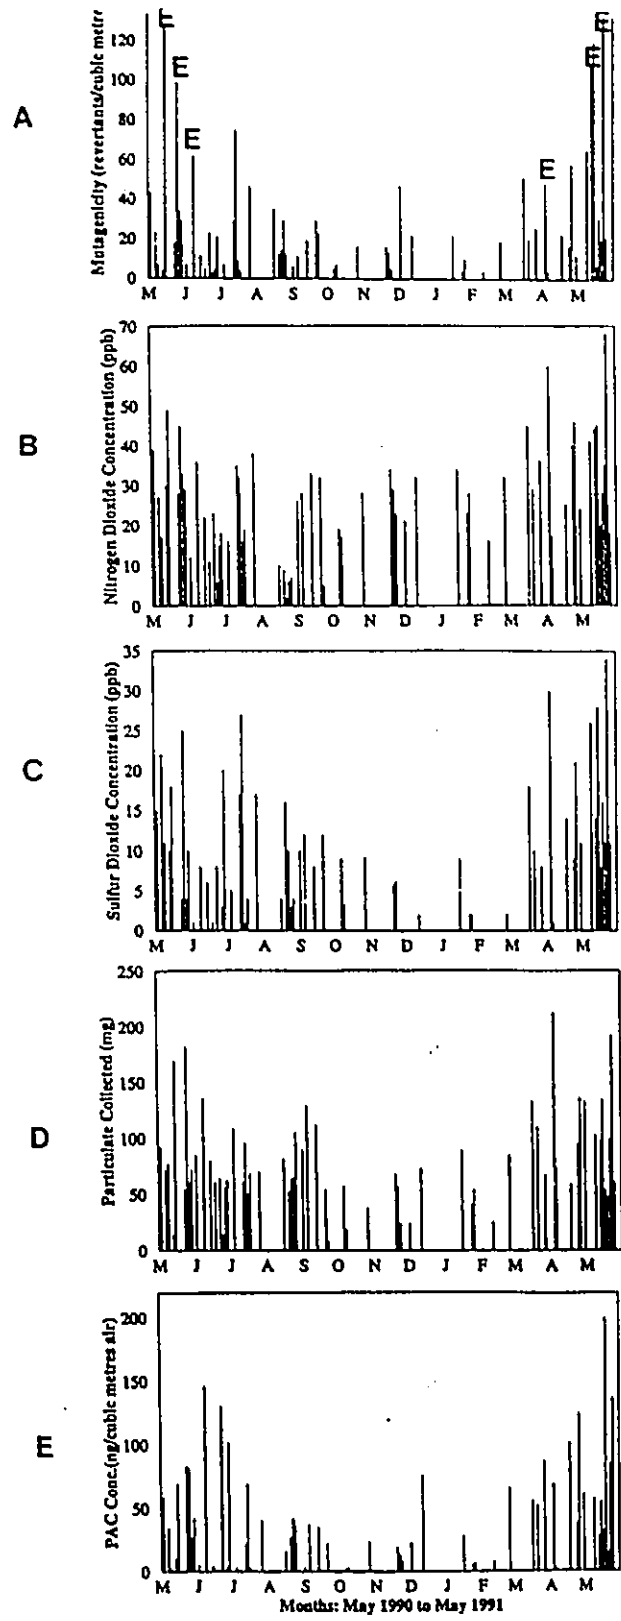 A
Mutagenicity (revertants/cubic metre
120
100
80
60
40
20
0
E
E
E
E
E
E
M J J A S O N D J F M A M
B
Nitrogen Dioxide Concentration (ppb)
70
60
50
40
30
20
10
0
M J J A S O N D J F M A M
C
Sulfur Dioxide Concentration (ppb)
35
30
25
20
15
10
5
0
M J J A S O N D J F M A M
D
Particulate Collected (mg)
250
200
150
100
50
0
M J J A S O N D J F M A M
E
PAC Conc.(ng/cubic metres air)
200
150
100
50
0
M J J A S O N D J F M A M
Months: May 1990 to May 1991